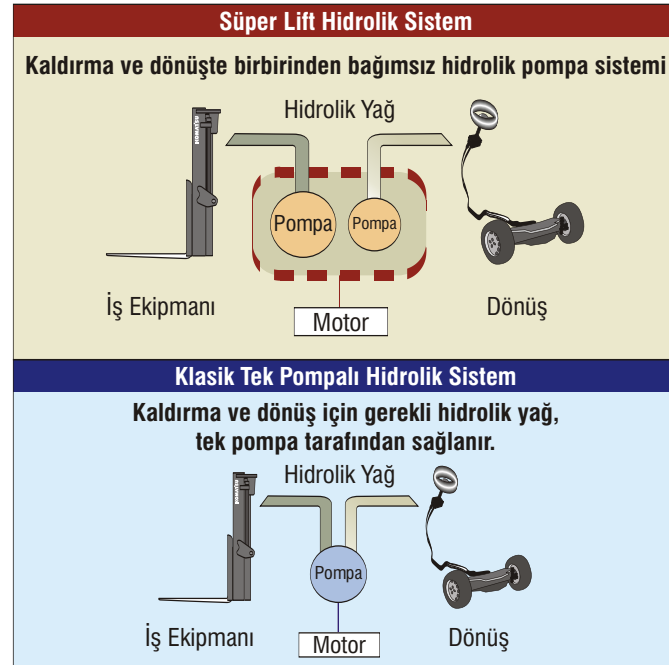 Süper Lift Hidrolik Sistem
Kaldırma ve dönüşte birbirinden bağımsız hidrolik pompa sistemi
Hidrolik Yağ
Pompa
Pompa
İş Ekipmanı
Motor
Dönüş
Klasik Tek Pompalı Hidrolik Sistem
Kaldırma ve dönüş için gerekli hidrolik yağ,
tek pompa tarafından sağlanır.
Hidrolik Yağ
Pompa
İş Ekipmanı
Motor
Dönüş